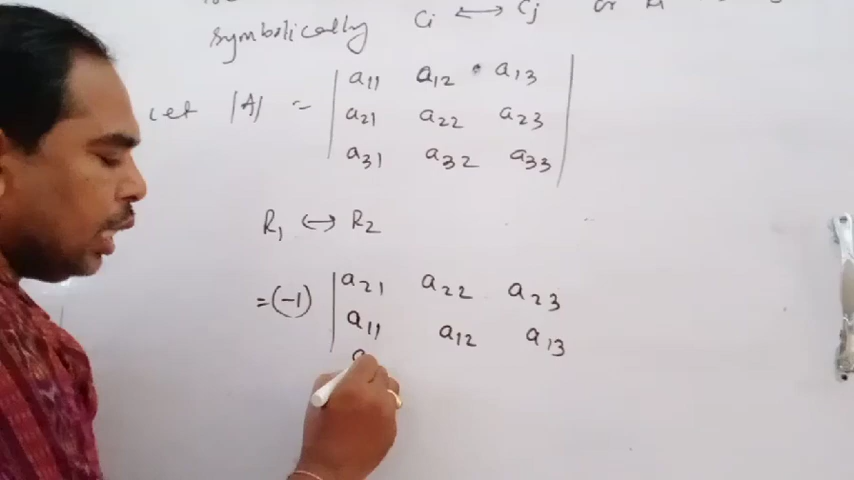 symbolically Ci ⟷ Cj or
Let |A| = | a11 a12 a13 |
a21 a22 a23
a31 a32 a33
R1 ↔ R2
=(-1) | a21 a22 a23
a11 a12 a13
a